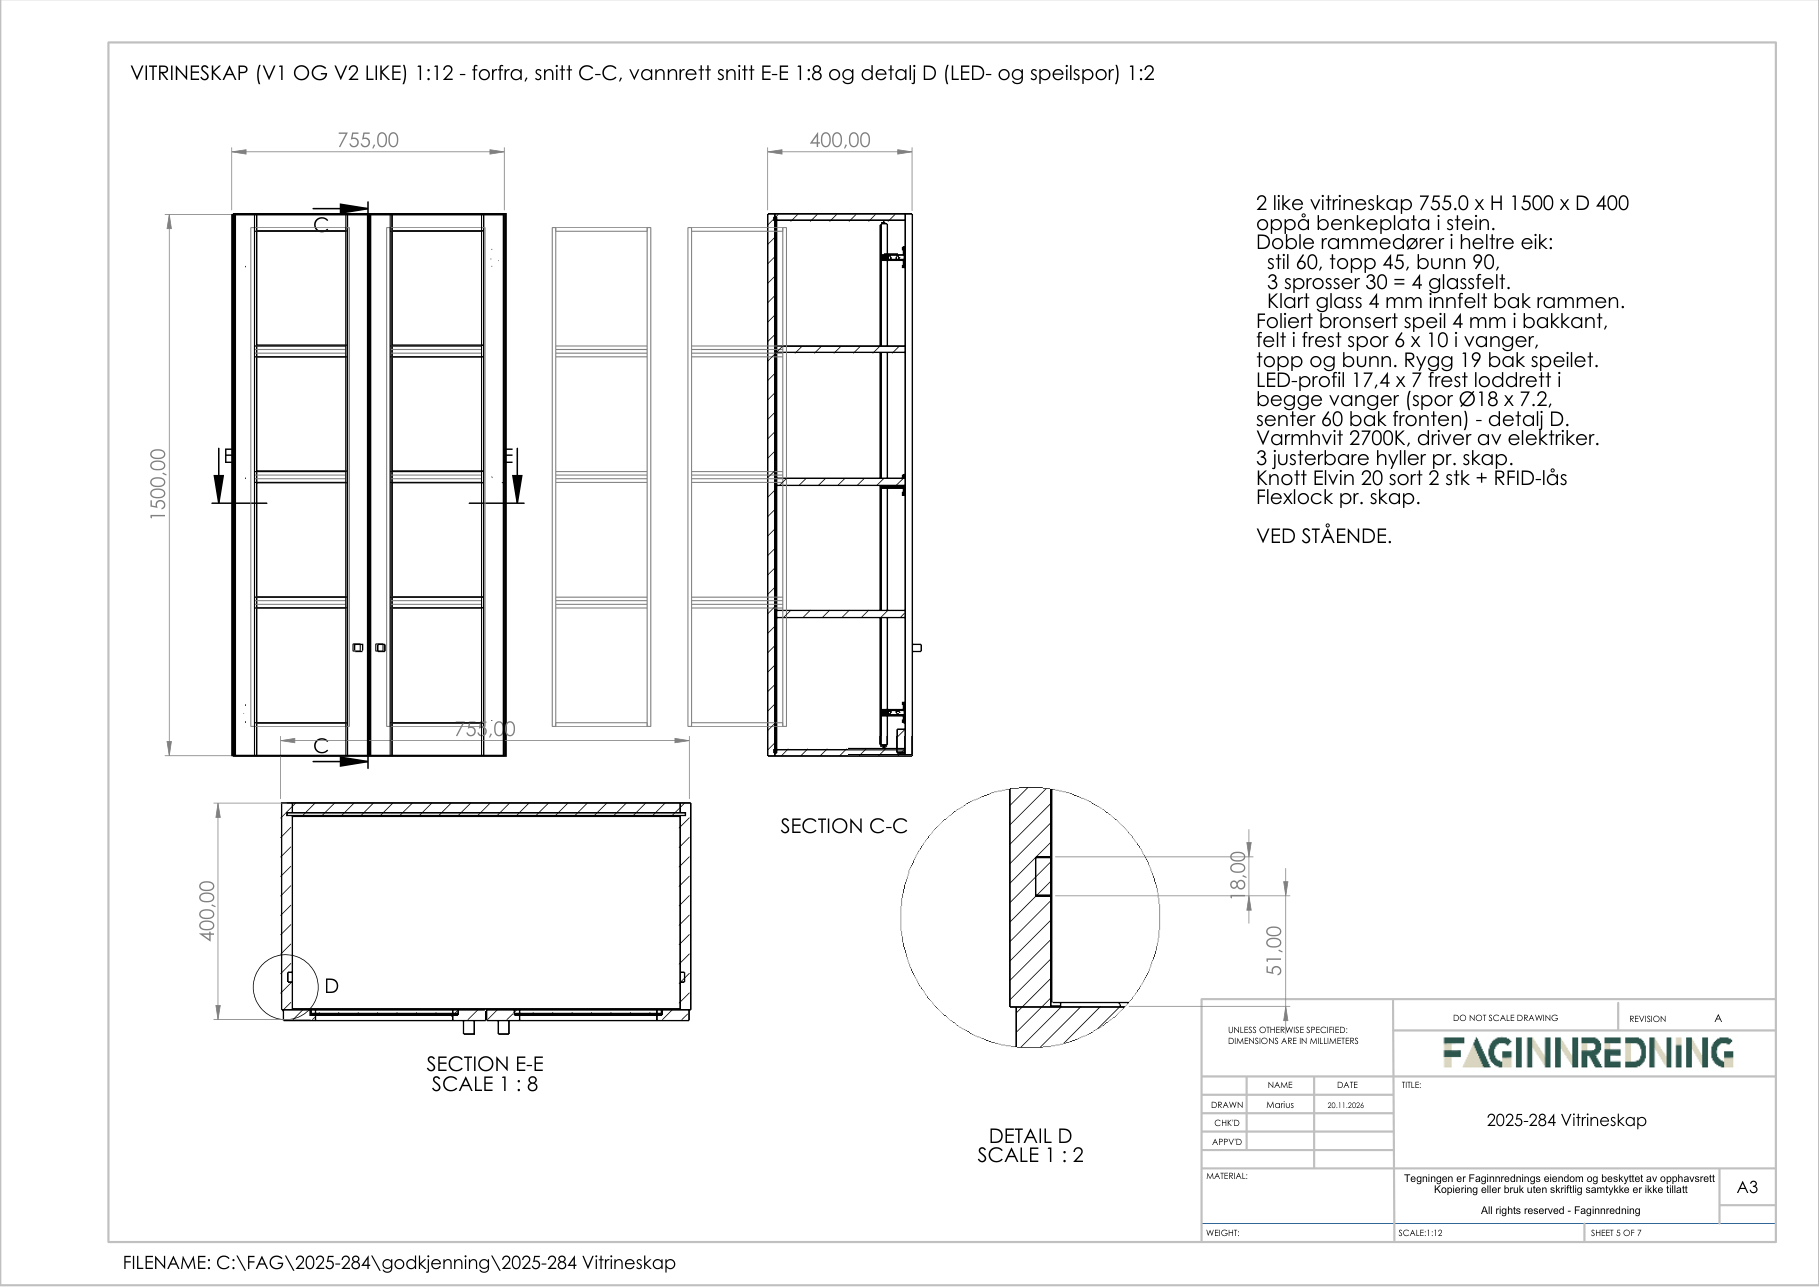 VITRINESKAP (V1 OG V2 LIKE) 1:12 - forfra, snitt C-C, vannrett snitt E-E 1:8 og detalj D (LED- og speilspor) 1:2
755,00
400,00
C
1500,00
E
E
C
2 like vitrineskap 755.0 x H 1500 x D 400
oppå benkeplata i stein.
Doble rammedører i heltre eik:
stil 60, topp 45, bunn 90,
3 sprosser 30 = 4 glassfelt.
Klart glass 4 mm innfelt bak rammen.
Foliert bronsert speil 4 mm i bakkant,
felt i frest spor 6 x 10 i vanger,
topp og bunn. Rygg 19 bak speilet.
LED-profil 17,4 x 7 frest loddrett i
begge vanger (spor Ø18 x 7.2,
senter 60 bak fronten) - detalj D.
Varmhvit 2700K, driver av elektriker.
3 justerbare hyller pr. skap.
Knott Elvin 20 sort 2 stk + RFID-lås
Flexlock pr. skap.
VED STÅENDE.
755,00
400,00
D
SECTION E-E
SCALE 1 : 8
SECTION C-C
18,00
51,00
DETAIL D
SCALE 1 : 2
UNLESS OTHERWISE SPECIFIED:
DIMENSIONS ARE IN MILLIMETERS
DO NOT SCALE DRAWING
REVISION A
FAGINNREDNING
NAME DATE
DRAWN Marius 20.11.2026
CHK'D
APPV'D
TITLE:
2025-284 Vitrineskap
MATERIAL:
Tegningen er Faginnrednings eiendom og beskyttet av opphavsrett
Kopiering eller bruk uten skriftlig samtykke er ikke tillatt
All rights reserved - Faginnredning
A3
WEIGHT:
SCALE:1:12
SHEET 5 OF 7
FILENAME: C:\FAG\2025-284\godkjenning\2025-284 Vitrineskap